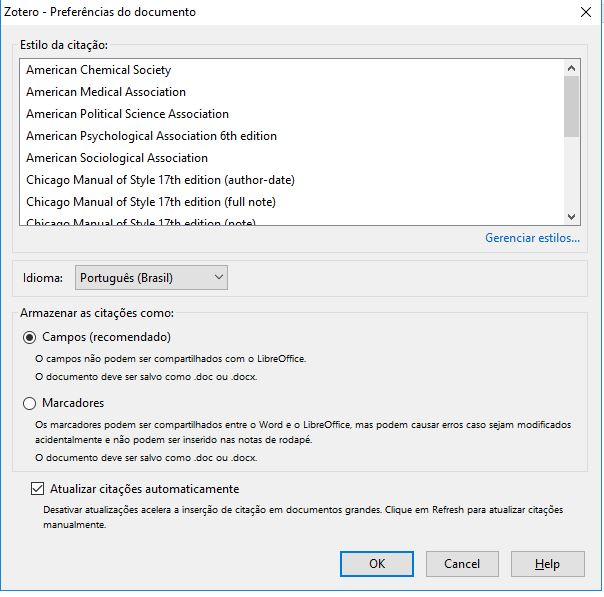 Zotero - Preferências do documento
Estilo da citação:
American Chemical Society
American Medical Association
American Political Science Association
American Psychological Association 6th edition
American Sociological Association
Chicago Manual of Style 17th edition (author-date)
Chicago Manual of Style 17th edition (full note)
Chicago Manual of Style 17th edition (note)
Gerenciar estilos...
Idioma: Português (Brasil)
Armazenar as citações como:
Campos (recomendado)
O campos não podem ser compartilhados com o LibreOffice.
O documento deve ser salvo como .doc ou .docx.
Marcadores
Os marcadores podem ser compartilhados entre o Word e o LibreOffice, mas podem causar erros caso sejam modificados
acidentalmente e não podem ser inserido nas notas de rodapé.
O documento deve ser salvo como .doc ou .docx.
Atualizar citações automaticamente
Desativar atualizações acelera a inserção de citação em documentos grandes. Clique em Refresh para atualizar citações
manualmente.
OK Cancel Help